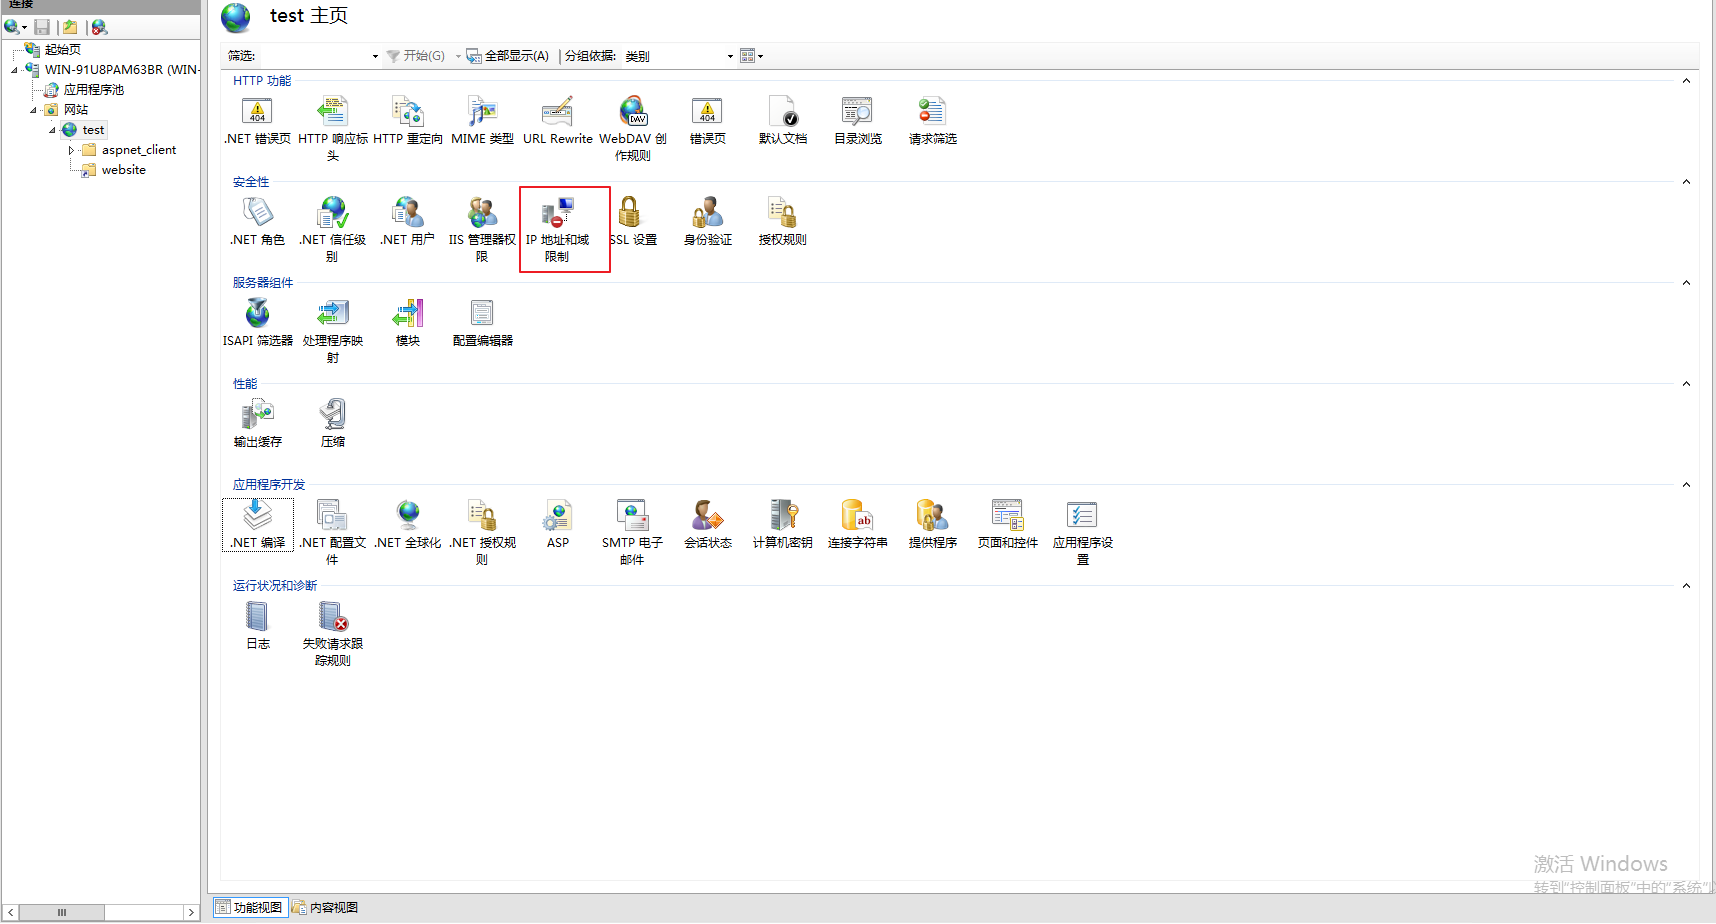 连接
test 主页
筛选:
开始(G)
全部显示(A)
分组依据:
类别
起始页
WIN-91U8PAM63BR (WIN-
应用程序池
网站
test
aspnet_client
website
HTTP 功能
404
.NET 错误页
HTTP 响应标
头
HTTP 重定向
MIME 类型
URL Rewrite
DAV
WebDAV 创
作规则
404
错误页
默认文档
目录浏览
请求筛选
安全性
.NET 角色
.NET 信任级
别
.NET 用户
IIS 管理器权
限
IP 地址和域
限制
SSL 设置
身份验证
授权规则
服务器组件
ISAPI 筛选器
处理程序映
射
模块
配置编辑器
性能
输出缓存
压缩
应用程序开发
.NET 编译
.NET 配置文
件
.NET 全球化
.NET 授权规
则
ASP
SMTP 电子
邮件
会话状态
计算机密钥
ab
连接字符串
提供程序
页面和控件
应用程序设
置
运行状况和诊断
日志
失败请求跟
踪规则
激活 Windows
转到"控制面板"中的"系统"
功能视图
内容视图